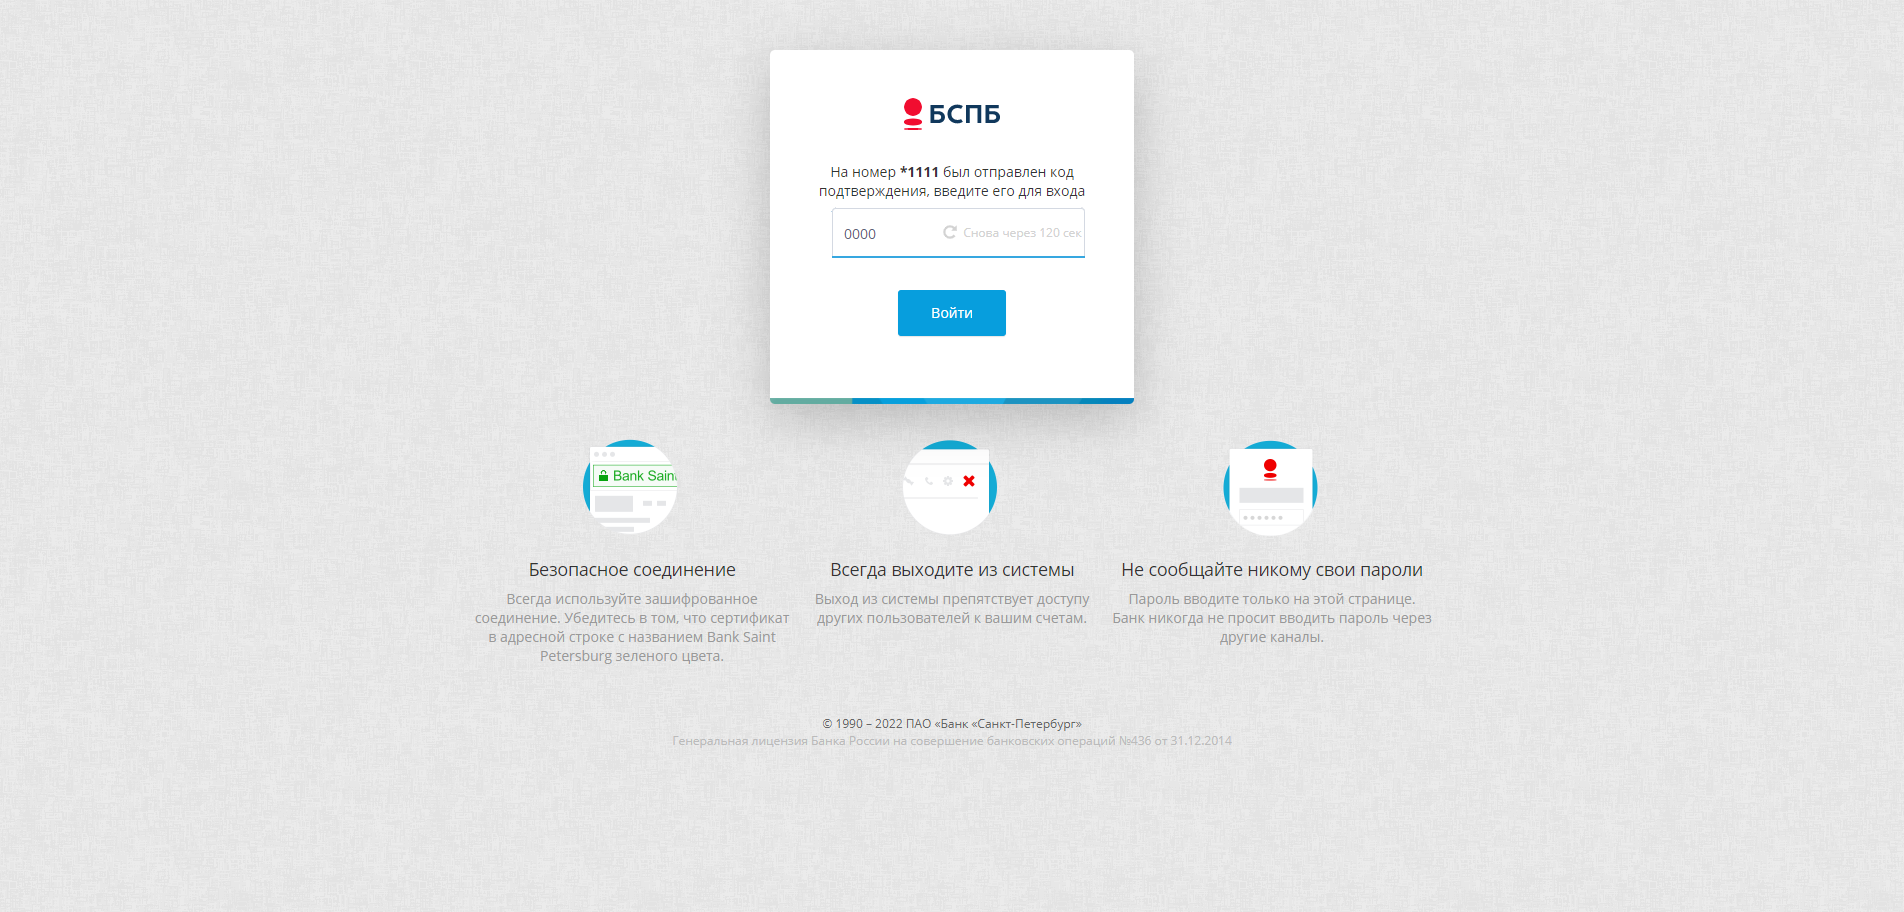 БСПБ
На номер *1111 был отправлен код
подтверждения, введите его для входа
0000
Снова через 120 сек
Войти
Bank Sain
Безопасное соединение
Всегда используйте зашифрованное
соединение. Убедитесь в том, что сертификат
в адресной строке с названием Bank Saint
Petersburg зеленого цвета.
Всегда выходите из системы
Выход из системы препятствует доступу
других пользователей к вашим счетам.
Не сообщайте никому свои пароли
Пароль вводите только на этой странице.
Банк никогда не просит вводить пароль через
другие каналы.
© 1990 – 2022 ПАО «Банк «Санкт-Петербург»
Генеральная лицензия Банка России на совершение банковских операций №436 от 31.12.2014